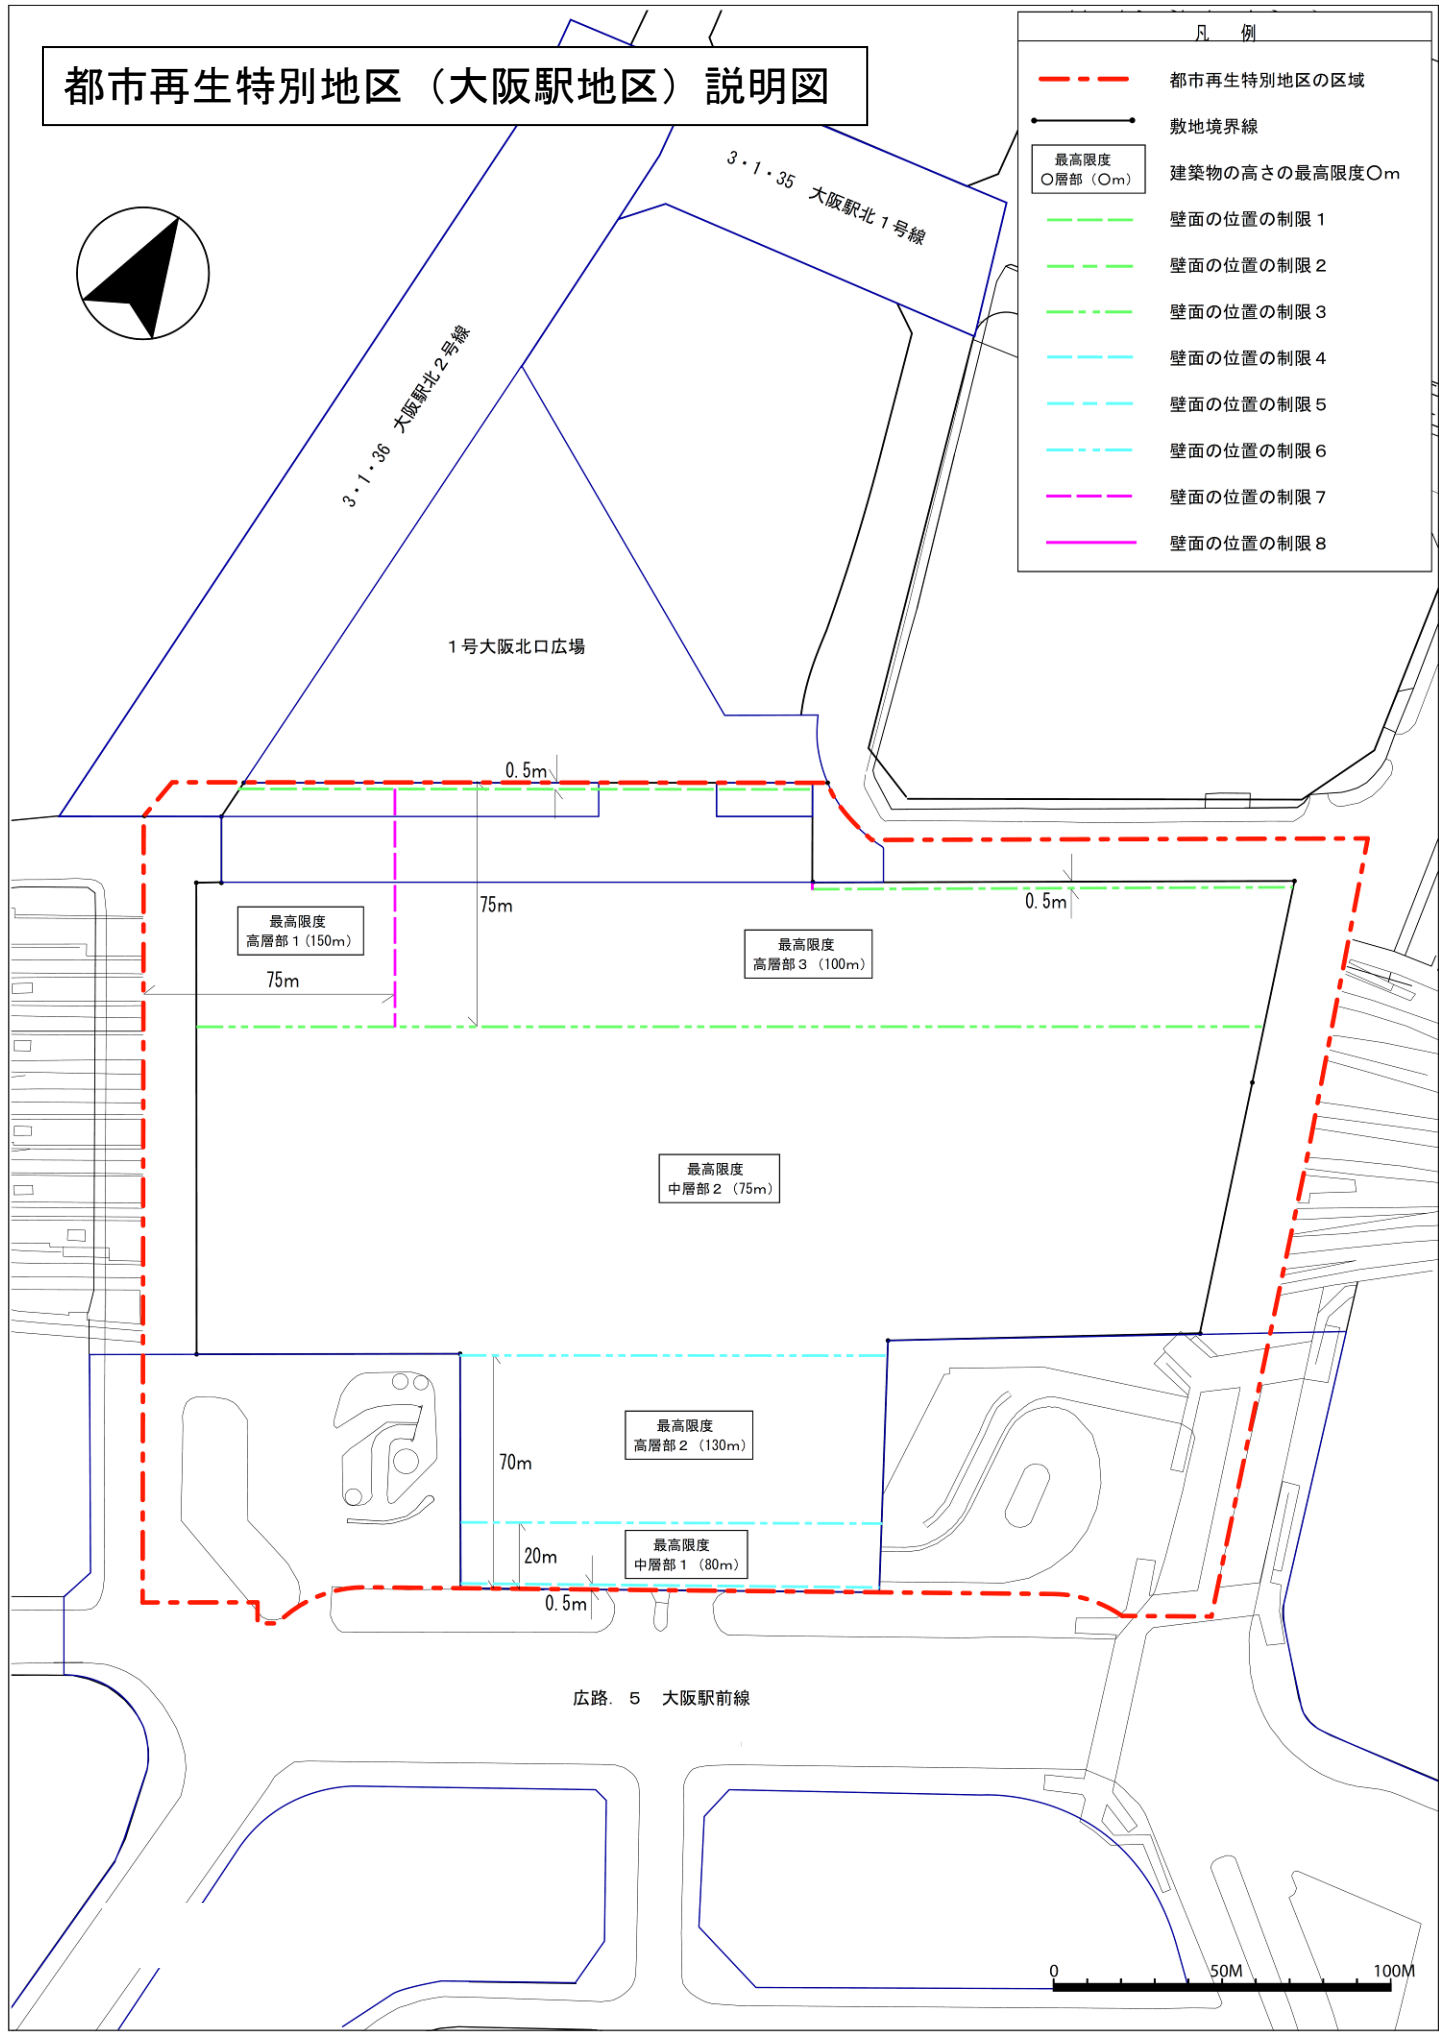 都市再生特別地区（大阪駅地区）説明図
凡　例
都市再生特別地区の区域
敷地境界線
最高限度
〇層部（〇m）
建築物の高さの最高限度〇m
壁面の位置の制限１
壁面の位置の制限２
壁面の位置の制限３
壁面の位置の制限４
壁面の位置の制限５
壁面の位置の制限６
壁面の位置の制限７
壁面の位置の制限８
3・1・35　大阪駅北１号線
3・1・36　大阪駅北２号線
１号大阪北口広場
0.5m
75m
0.5m
最高限度
高層部１(150m)
最高限度
高層部３（100m）
75m
最高限度
中層部２（75m）
最高限度
高層部２（130m）
70m
最高限度
中層部１（80m）
20m
0.5m
広路．５　大阪駅前線
0　50M　100M